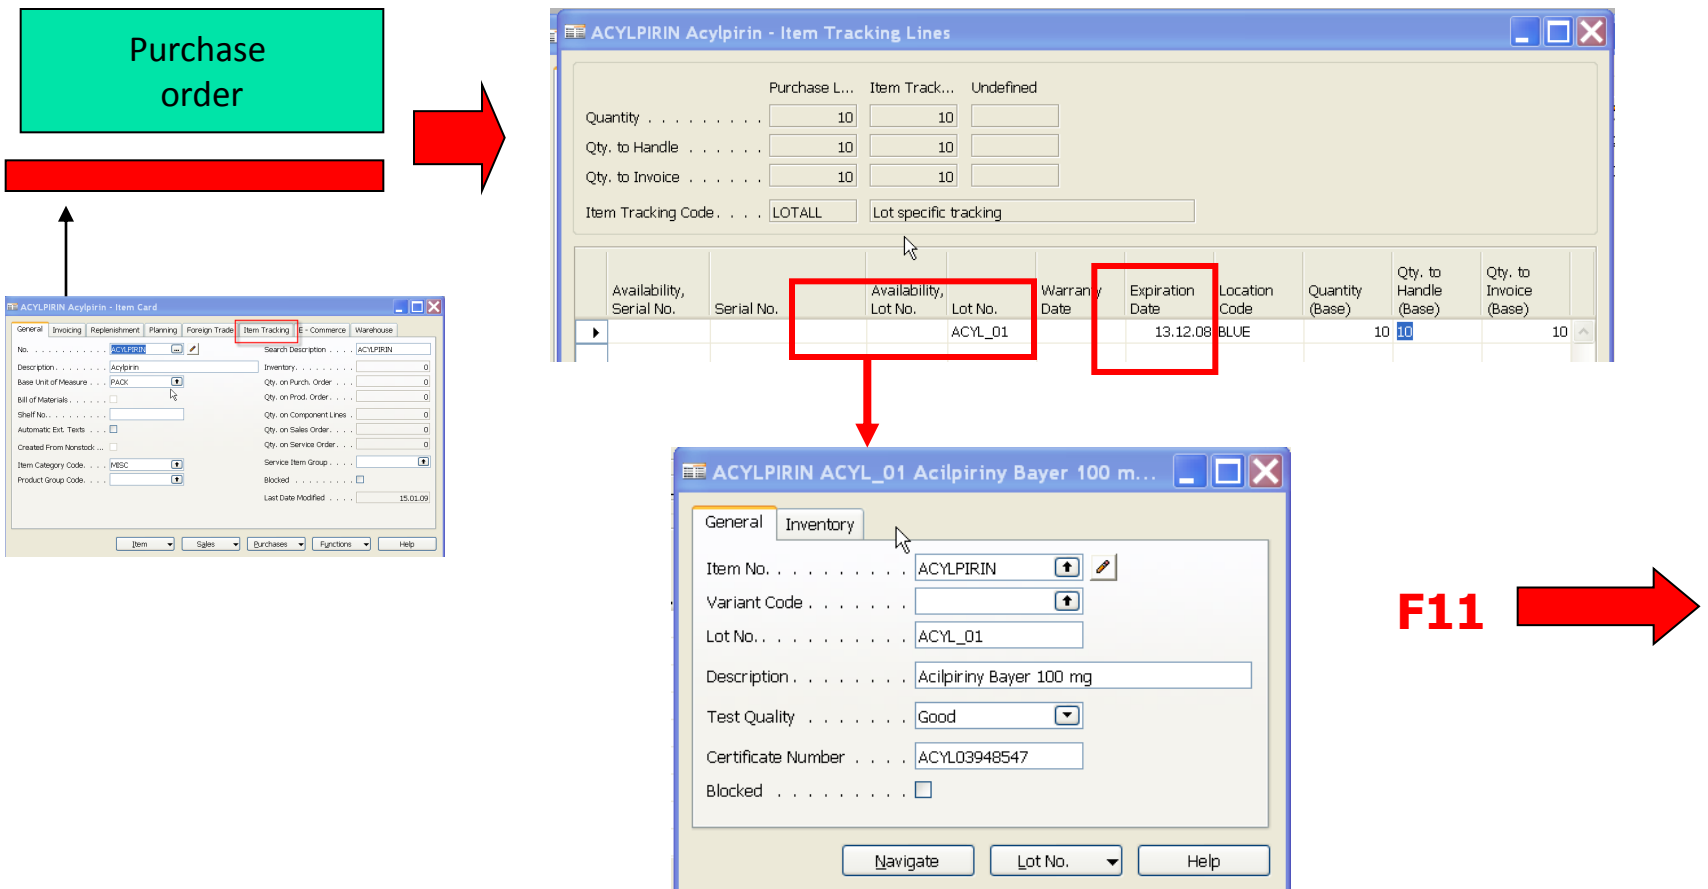 Purchase
order
ACYLPIRIN Acylpirin - Item Tracking Lines
Purchase L... Item Track... Undefined
Quantity . . . . . . . . . . 10 10
Qty. to Handle . . . . . . 10 10
Qty. to Invoice . . . . . . 10 10
Item Tracking Code. . . . LOTALL Lot specific tracking
Availability, Serial No. Serial No. Availability, Lot No. Lot No. Warranty Date Expiration Date Location Code Quantity (Base) Qty. to Handle (Base) Qty. to Invoice (Base)
ACYL_01 13.12.08 BLUE 10 10 10
ACYLPIRIN Acylpirin - Item Card
General Invoicing Replenishment Planning Foreign Trade Item Tracking E - Commerce Warehouse
No. . . . . . . . . . . . ACYLPIRIN ... Search Description . . . . ACYLPIRIN
Description. . . . . . . . Acylpirin Inventory. . . . . . . . . 0
Base Unit of Measure . . . PACK Qty. on Purch. Order . . . 0
Bill of Materials . . . . . . Qty. on Prod. Order. . . . 0
Shelf No.. . . . . . . . . Qty. on Component Lines . 0
Automatic Ext. Texts . . . Qty. on Sales Order. . . . 0
Created From Nonstock ... Qty. on Service Order. . . 0
Item Category Code. . . . MISC Service Item Group . . . .
Product Group Code. . . . Blocked . . . . . . . . .
Last Date Modified . . . . 15.01.09
Item Sales Purchases Functions Help
ACYLPIRIN ACYL_01 Acilpiriny Bayer 100 m...
General Inventory
Item No. . . . . . . . . . . ACYLPIRIN
Variant Code . . . . . . .
Lot No.. . . . . . . . . . . ACYL_01
Description. . . . . . . . Acilpiriny Bayer 100 mg
Test Quality . . . . . . . Good
Certificate Number . . . . ACYL03948547
Blocked . . . . . . . . .
Navigate Lot No. Help
F11